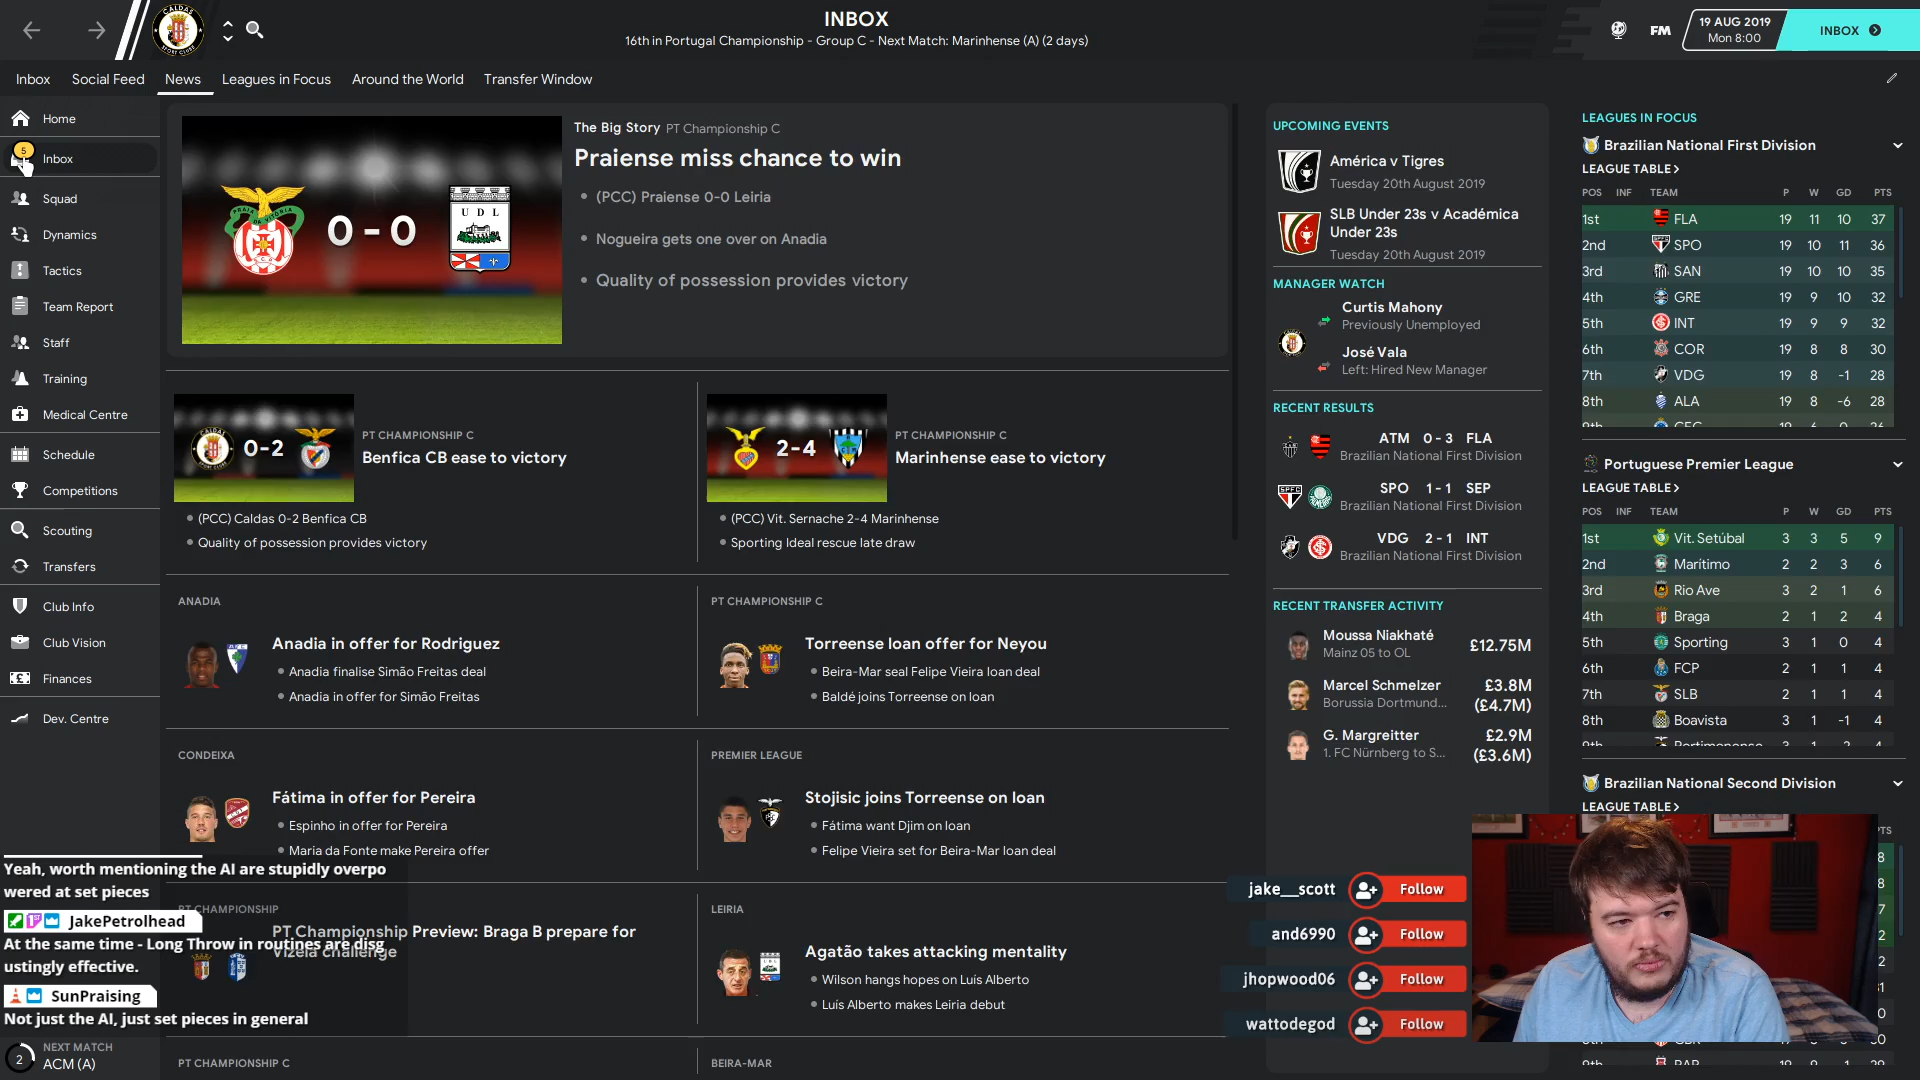 INBOX
16th in Portugal Championship - Group C - Next Match: Marinhense (A) (2 days)
FM
19 AUG 2019
Mon 8:00
INBOX
Inbox
Social Feed
News
Leagues in Focus
Around the World
Transfer Window
Home
5
Inbox
Squad
Dynamics
Tactics
Team Report
Staff
Training
Medical Centre
Schedule
Competitions
Scouting
Transfers
Club Info
Club Vision
Finances
Dev. Centre
The Big Story PT Championship C
Praiense miss chance to win
(PCC) Praiense 0-0 Leiria
Nogueira gets one over on Anadia
Quality of possession provides victory
0 - 0
UDL
0-2
PT CHAMPIONSHIP C
Benfica CB ease to victory
(PCC) Caldas 0-2 Benfica CB
Quality of possession provides victory
2-4
PT CHAMPIONSHIP C
Marinhense ease to victory
(PCC) Vit. Sernache 2-4 Marinhense
Sporting Ideal rescue late draw
ANADIA
Anadia in offer for Rodriguez
Anadia finalise Simão Freitas deal
Anadia in offer for Simão Freitas
PT CHAMPIONSHIP C
Torreense loan offer for Neyou
Beira-Mar seal Felipe Vieira loan deal
Baldé joins Torreense on loan
CONDEIXA
Fátima in offer for Pereira
Espinho in offer for Pereira
Maria da Fonte make Pereira offer
PREMIER LEAGUE
Stojisic joins Torreense on loan
Fátima want Djim on loan
Felipe Vieira set for Beira-Mar loan deal
PT CHAMPIONSHIP
PT Championship Preview: Braga B prepare for
Vizela challenge
LEIRIA
Agatão takes attacking mentality
Wilson hangs hopes on Luís Alberto
Luís Alberto makes Leiria debut
PT CHAMPIONSHIP C
BEIRA-MAR
UPCOMING EVENTS
América v Tigres
Tuesday 20th August 2019
SLB Under 23s v Académica
Under 23s
Tuesday 20th August 2019
MANAGER WATCH
Curtis Mahony
Previously Unemployed
José Vala
Left: Hired New Manager
RECENT RESULTS
ATM 0 - 3 FLA
Brazilian National First Division
SPO 1 - 1 SEP
Brazilian National First Division
VDG 2 - 1 INT
Brazilian National First Division
RECENT TRANSFER ACTIVITY
Moussa Niakhaté
Mainz 05 to OL
£12.75M
Marcel Schmelzer
Borussia Dortmund...
£3.8M
(£4.7M)
G. Margreitter
1. FC Nürnberg to S...
£2.9M
(£3.6M)
LEAGUES IN FOCUS
Brazilian National First Division
LEAGUE TABLE >
POS INF TEAM P W GD PTS
1st FLA 19 11 10 37
2nd SPO 19 10 11 36
3rd SAN 19 10 10 35
4th GRE 19 9 10 32
5th INT 19 9 9 32
6th COR 19 8 8 30
7th VDG 19 8 -1 28
8th ALA 19 8 -6 28
Portuguese Premier League
LEAGUE TABLE >
POS INF TEAM P W GD PTS
1st Vit. Setúbal 3 3 5 9
2nd Marítimo 2 2 3 6
3rd Rio Ave 3 2 1 6
4th Braga 2 1 2 4
5th Sporting 3 1 0 4
6th FCP 2 1 1 4
7th SLB 2 1 1 4
8th Boavista 3 1 -1 4
Brazilian National Second Division
LEAGUE TABLE >
Yeah, worth mentioning the AI are stupidly overpo
wered at set pieces
JakePetrolhead
At the same time - Long Throw in routines are disg
ustingly effective.
SunPraising
Not just the AI, just set pieces in general
2
NEXT MATCH
ACM (A)
jake__scott Follow
and6990 Follow
jhopwood06 Follow
wattodegod Follow